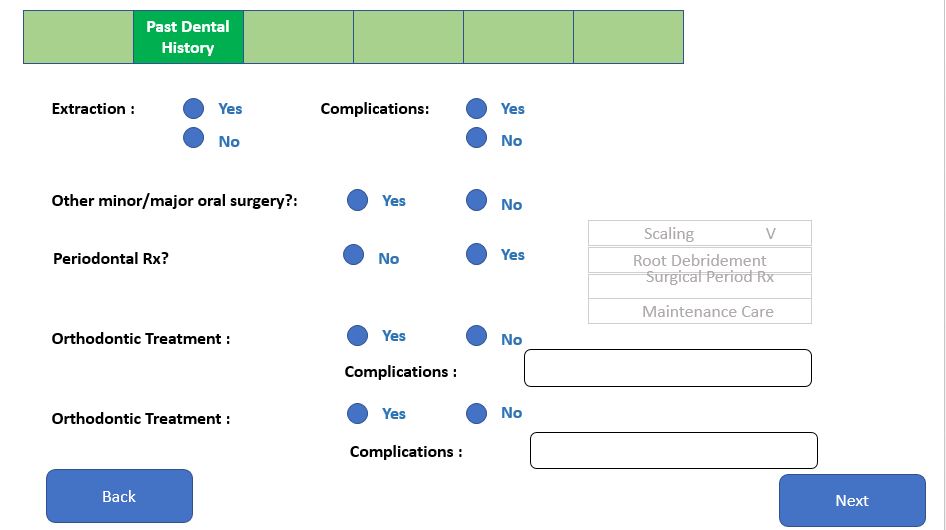 Past Dental
History
Extraction : Yes Complications: Yes
No No
Other minor/major oral surgery?: Yes No
Scaling V
Periodontal Rx? No Yes
Root Debridement
Surgical Period Rx
Maintenance Care
Orthodontic Treatment : Yes No
Complications :
Orthodontic Treatment : Yes No
Complications :
Back Next